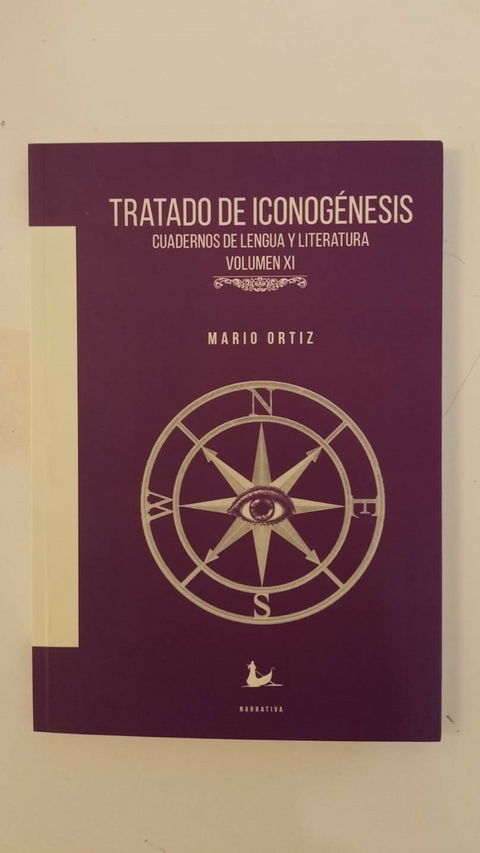 TRATADO DE ICONOGÉNESIS
CUADERNOS DE LENGUA Y LITERATURA
VOLUMEN XI
MARIO ORTIZ
N
W E
S
NARRATIVA